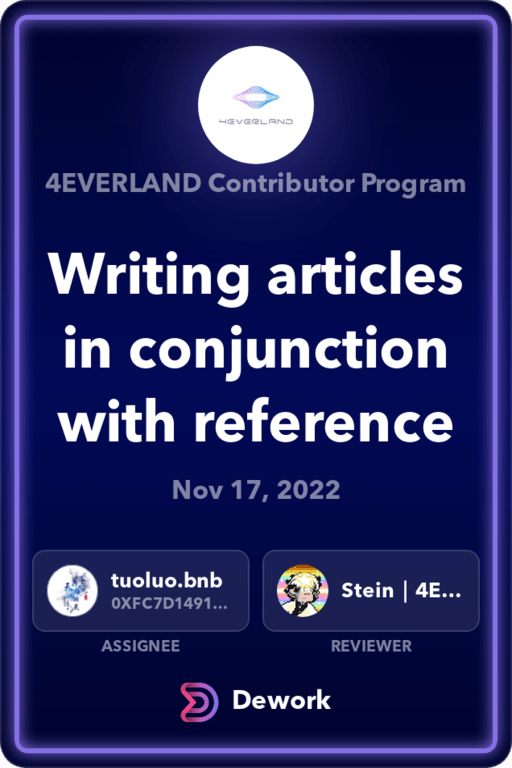 4EVERLAND
4EVERLAND Contributor Program
Writing articles
in conjunction
with reference
Nov 17, 2022
tuoluo.bnb
0XFC7D1491...
Stein | 4E...
ASSIGNEE
REVIEWER
Dework